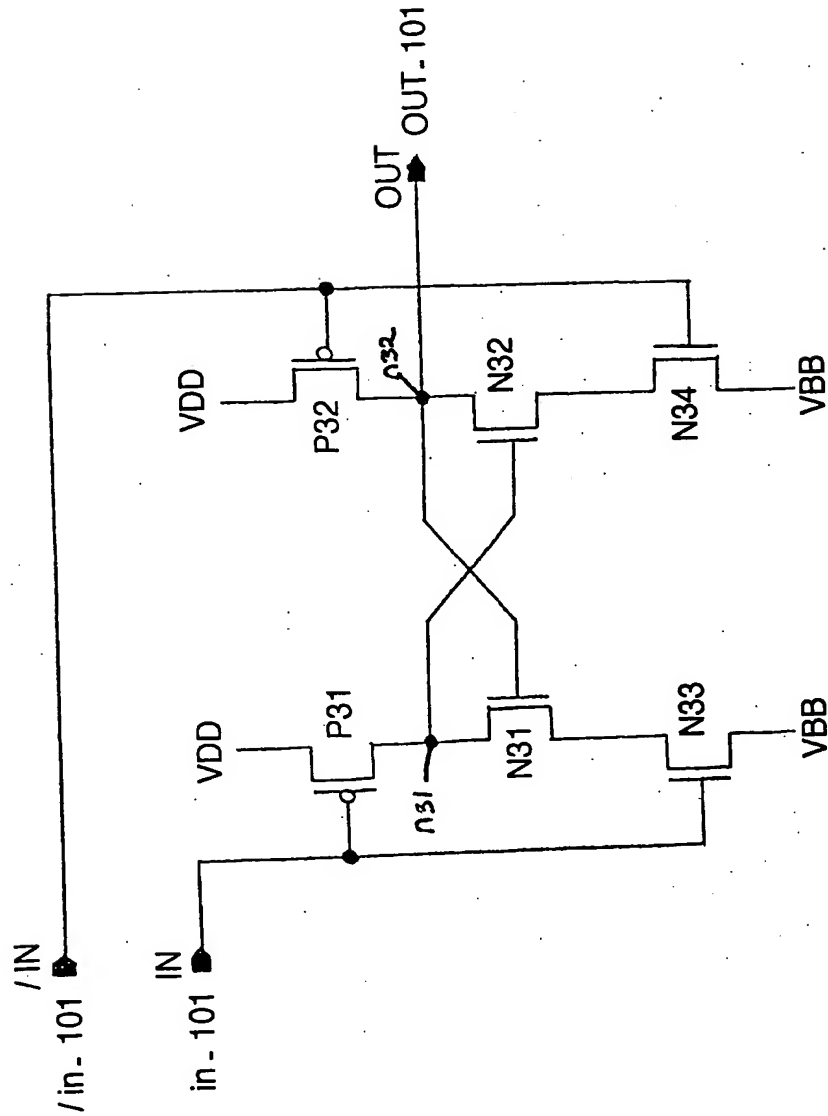 /IN
/in - 101
IN
in - 101
VDD
P31
n31
N31
N33
VBB
VDD
P32
n32
N32
N34
VBB
OUT
OUT - 101